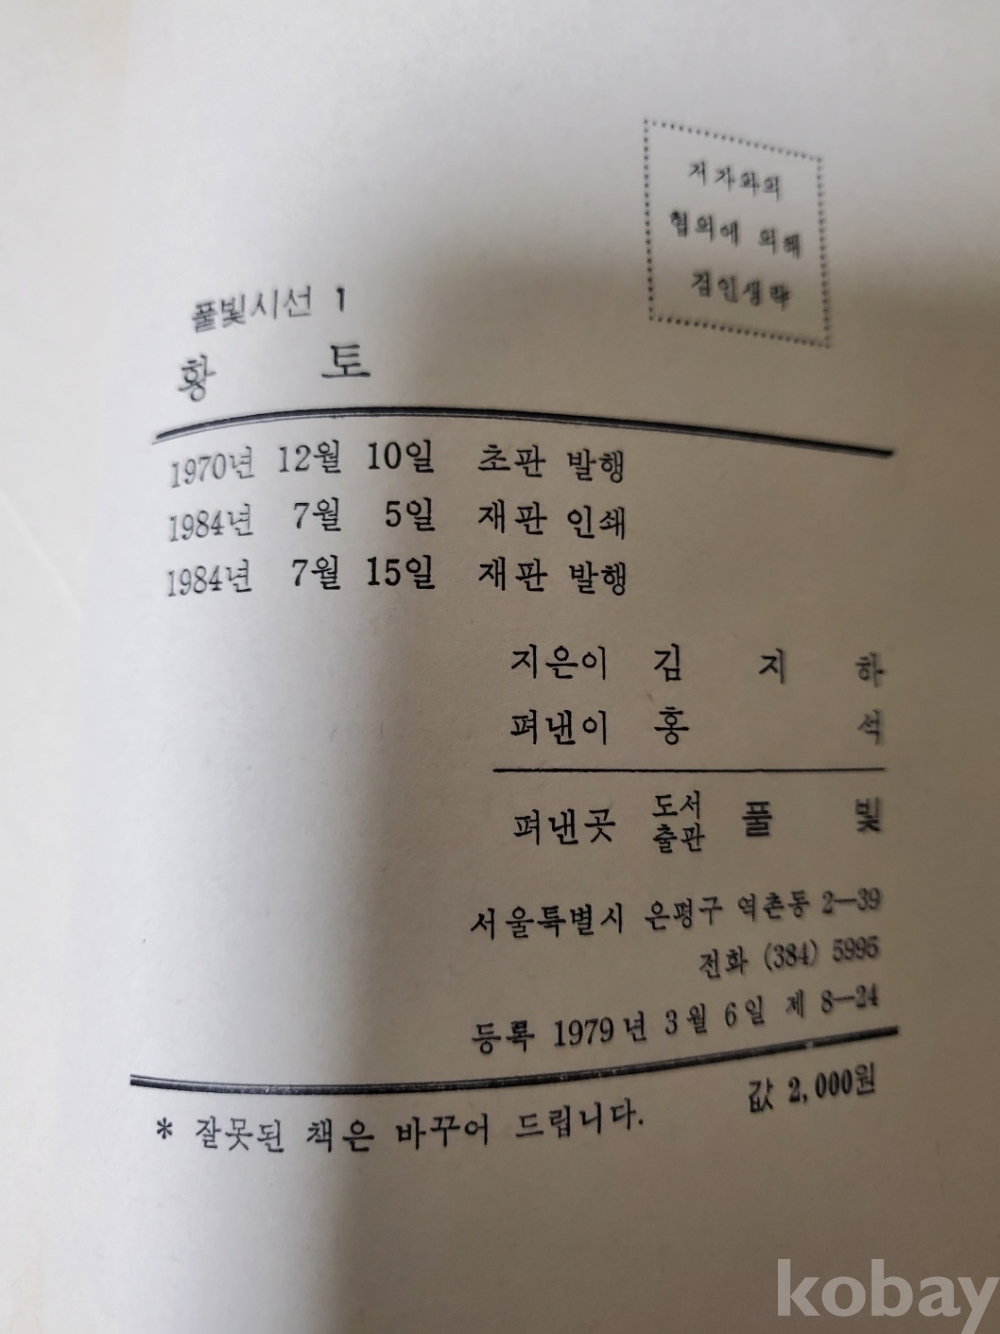 저자와의
협의에 의해
검인생략
풀빛시선 1
황 토
1970년 12월 10일 초판 발행
1984년 7월 5일 재판 인쇄
1984년 7월 15일 재판 발행
지은이 김 지 하
펴낸이 홍 석
펴낸곳 도서출판 풀 빛
서울특별시 은평구 역촌동 2-39
전화 (384) 5995
등록 1979년 3월 6일 제 8-24
값 2,000원
* 잘못된 책은 바꾸어 드립니다.
kobay